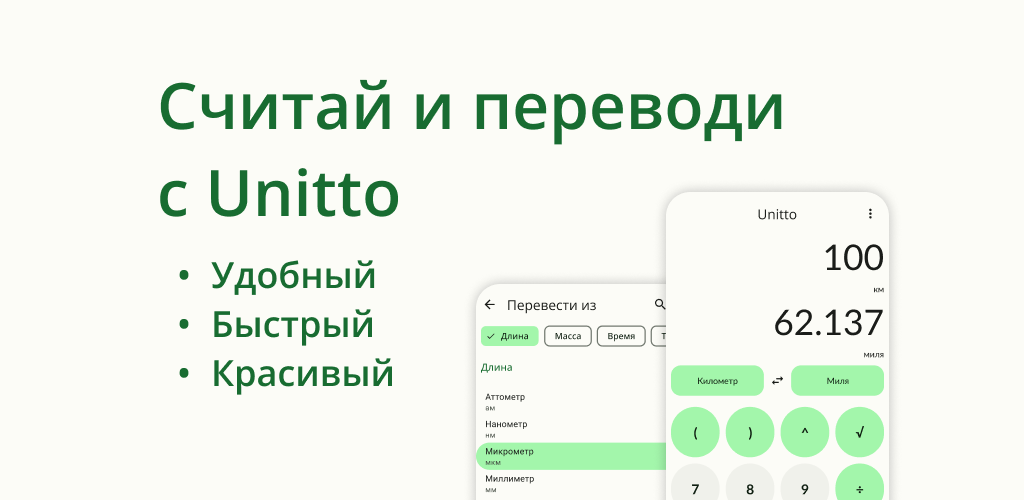 Считай и переводи
с Unitto
• Удобный
• Быстрый
• Красивый
Перевести из
Длина Масса Время
Длина
Аттометр
ам
Нанометр
нм
Микрометр
мкм
Миллиметр
мм
Unitto
100
км
62.137
миля
Километр Миля
( ) ^ √
7 8 9 ÷